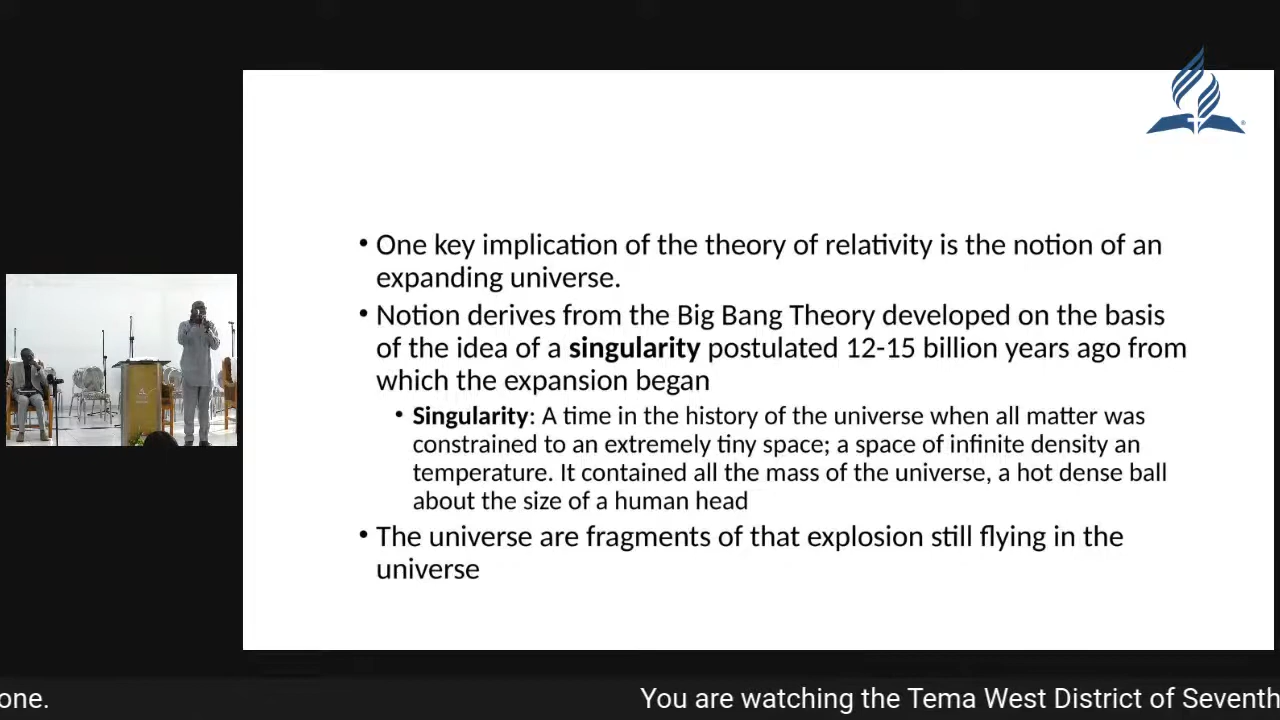 • One key implication of the theory of relativity is the notion of an
expanding universe.
• Notion derives from the Big Bang Theory developed on the basis
of the idea of a singularity postulated 12-15 billion years ago from
which the expansion began
• Singularity: A time in the history of the universe when all matter was
constrained to an extremely tiny space; a space of infinite density an
temperature. It contained all the mass of the universe, a hot dense ball
about the size of a human head
• The universe are fragments of that explosion still flying in the
universe
one.
You are watching the Tema West District of Seventh